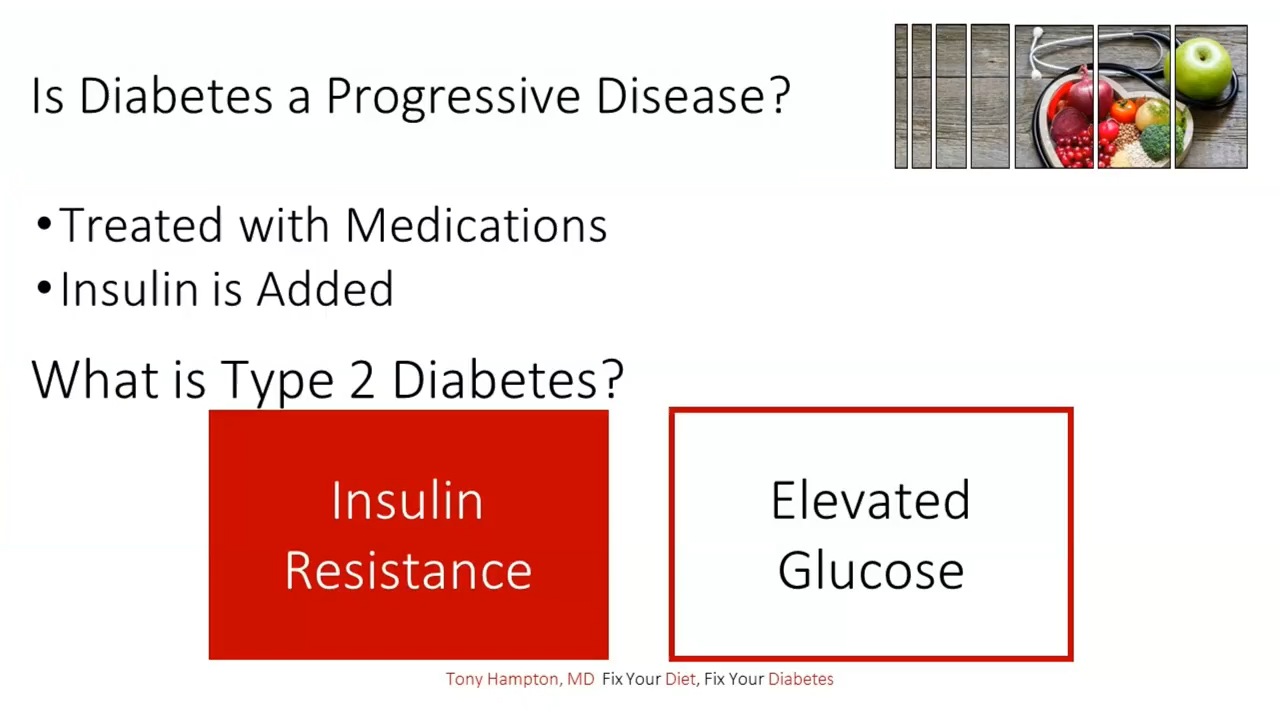 Is Diabetes a Progressive Disease?
•Treated with Medications
•Insulin is Added
What is Type 2 Diabetes?
Insulin
Resistance
Elevated
Glucose
Tony Hampton, MD Fix Your Diet, Fix Your Diabetes